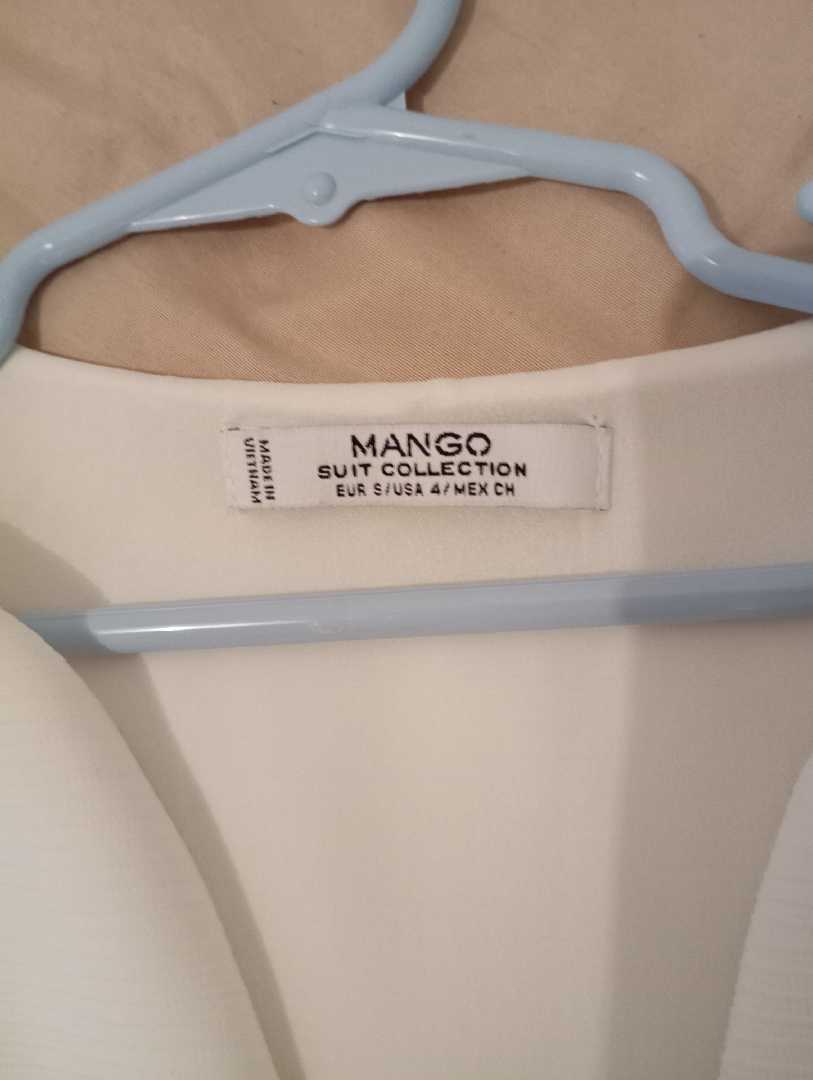 MADE IN
VIETNAM
MANGO
SUIT COLLECTION
EUR S/USA 4/MEX CH